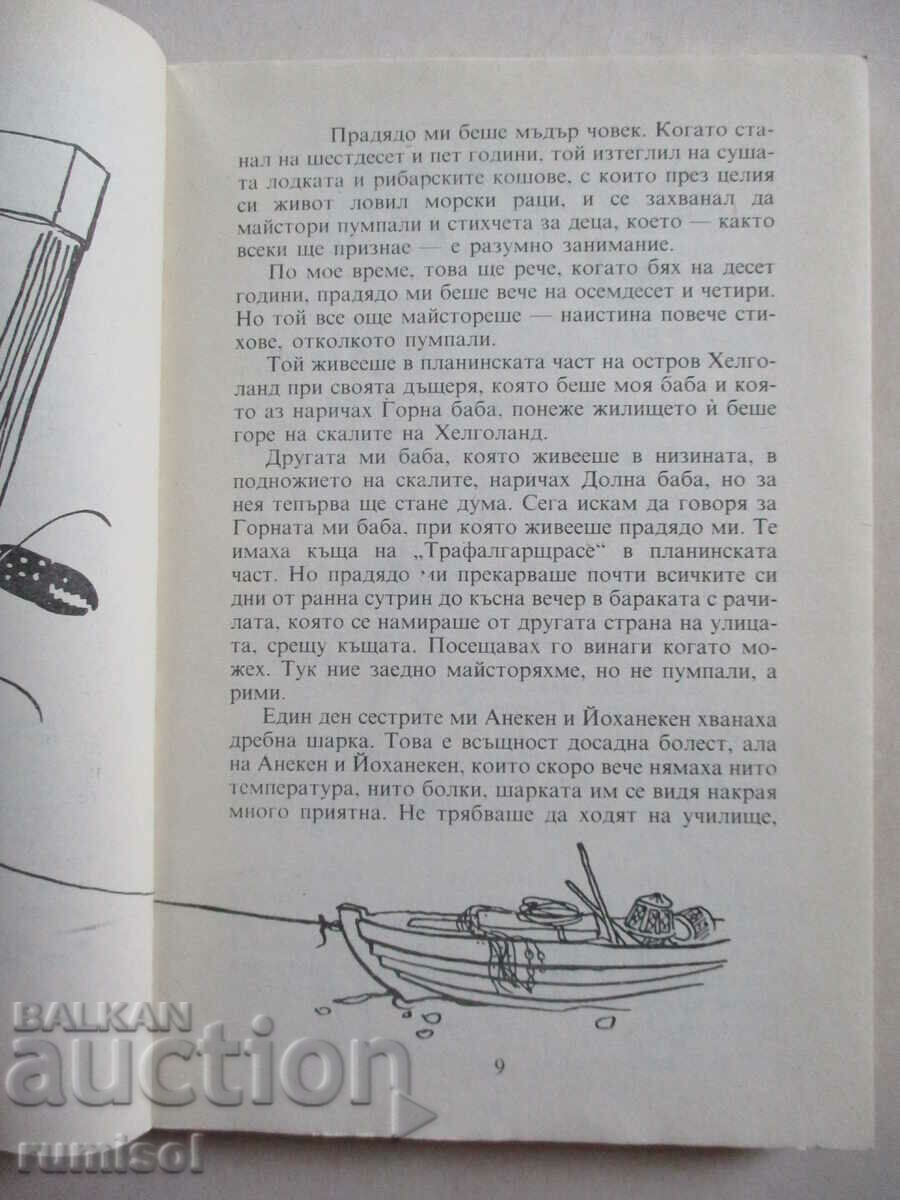 Прадядо ми беше мъдър човек. Когато ста-
нал на шестдесет и пет години, той изтеглил на суша-
та лодката и рибарските кошове, с които през целия
си живот ловил морски раци, и се захванал да
майстори пумпали и стихчета за деца, което — както
всеки ще признае — е разумно занимание.
По мое време, това ще рече, когато бях на десет
години, прадядо ми беше вече на осемдесет и четири.
Но той все още майстореше — наистина повече сти-
хове, отколкото пумпали.
Той живееше в планинската част на остров Хелго-
ланд при своята дъщеря, която беше моя баба и коя-
то аз наричах Горна баба, понеже жилището ѝ беше
горе на скалите на Хелголанд.
Другата ми баба, която живееше в низината, в
подножието на скалите, наричах Долна баба, но за
нея тепърва ще стане дума. Сега искам да говоря за
Горната ми баба, при която живееше прадядо ми. Те
имаха къща на „Трафалгарщрасе“ в планинската
част. Но прадядо ми прекарваше почти всичките си
дни от ранна сутрин до късна вечер в бараката с рачи-
лата, която се намираше от другата страна на улица-
та, срещу къщата. Посещавах го винаги когато мо-
жех. Тук ние заедно майсторяхме, но не пумпали, а
рими.
Един ден сестрите ми Анекен и Йоханекен хванаха
дребна шарка. Това е всъщност досадна болест, ала
на Анекен и Йоханекен, които скоро вече нямаха нито
температура, нито болки, шарката им се видя накрая
много приятна. Не трябваше да ходят на училище,
9
BALKAN
auction
rumisol